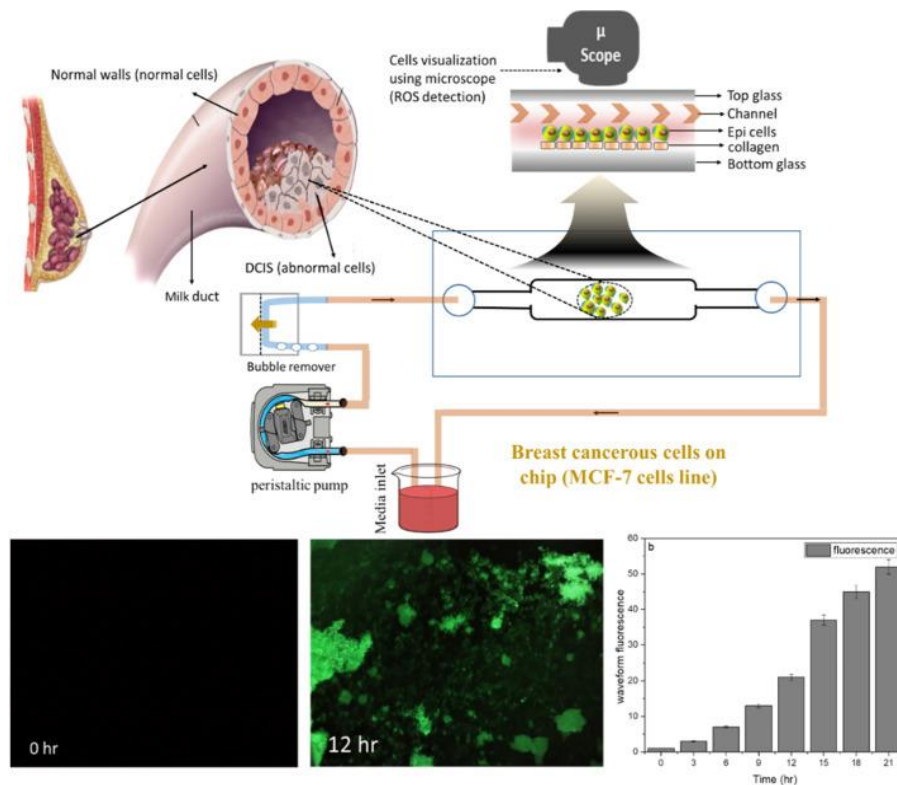 μ
Scope
Cells visualization
using microscope
(ROS detection)
Normal walls (normal cells)
Top glass
Channel
Epi cells
collagen
Bottom glass
DCIS (abnormal cells)
Milk duct
Bubble remover
peristaltic pump
Media inlet
Breast cancerous cells on
chip (MCF-7 cells line)
0 hr
12 hr
b
fluorescence
waveform fluorescence
60
50
40
30
20
10
0
0 3 6 9 12 15 18 21
Time (hr)